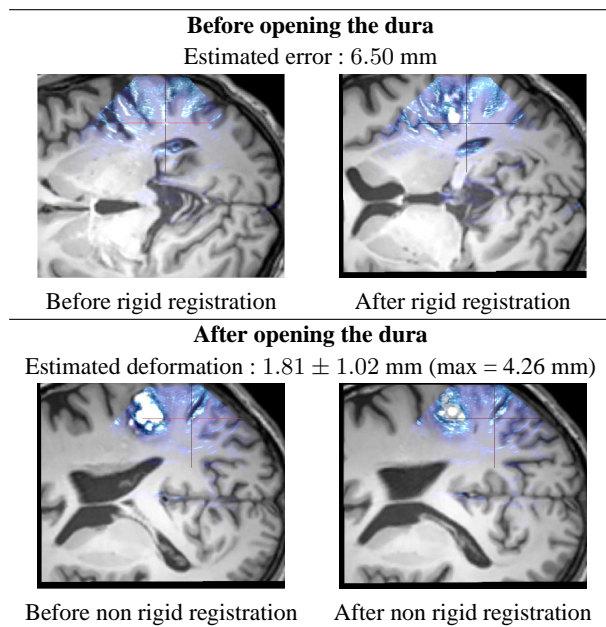 Before opening the dura
Estimated error : 6.50 mm
Before rigid registration After rigid registration
After opening the dura
Estimated deformation : 1.81 ± 1.02 mm (max = 4.26 mm)
Before non rigid registration After non rigid registration